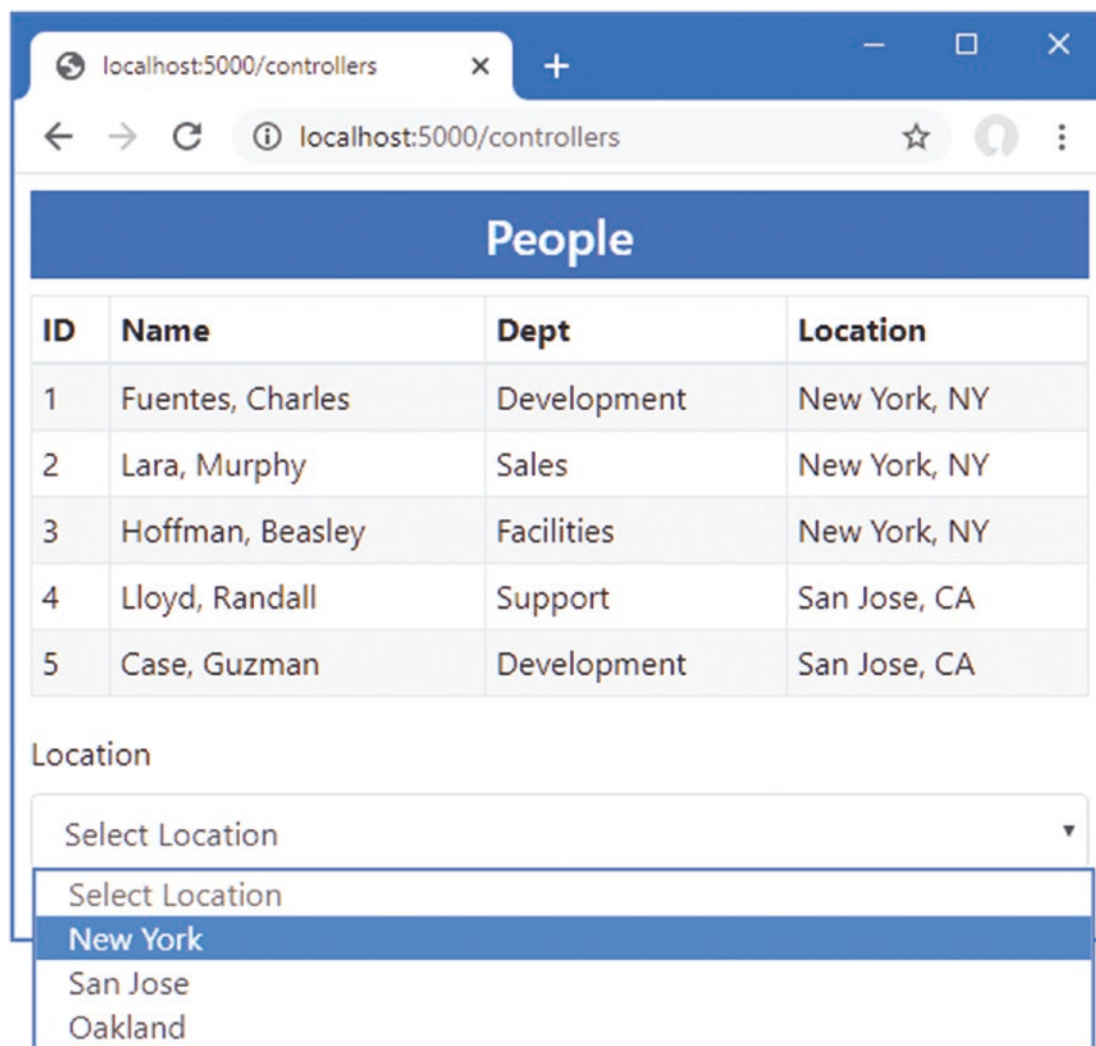 localhost:5000/controllers
localhost:5000/controllers
People
ID Name Dept Location
1 Fuentes, Charles Development New York, NY
2 Lara, Murphy Sales New York, NY
3 Hoffman, Beasley Facilities New York, NY
4 Lloyd, Randall Support San Jose, CA
5 Case, Guzman Development San Jose, CA
Location
Select Location
Select Location
New York
San Jose
Oakland